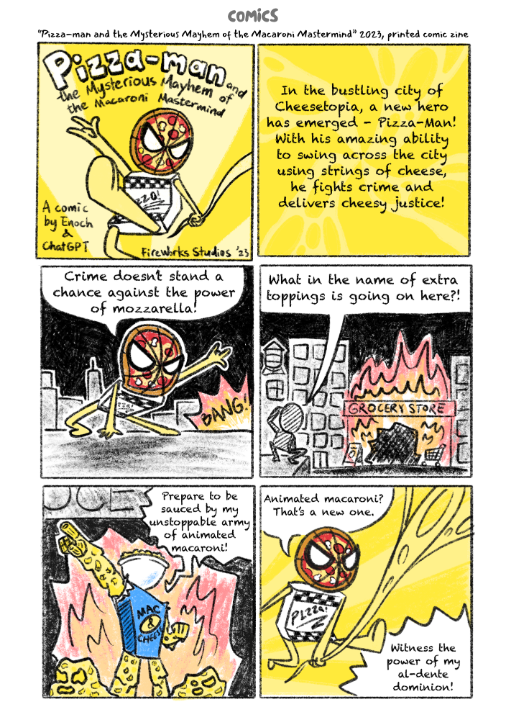 COMICS
"Pizza-man and the Mysterious Mayhem of the Macaroni Mastermind" 2023, printed comic zine
Pizza-man and
the Mysterious Mayhem of
the Macaroni Mastermind
A comic
by Enoch
&
ChatGPT
FireWorks Studios '23
In the bustling city of
Cheesetopia, a new hero
has emerged – Pizza-Man!
With his amazing ability
to swing across the city
using strings of cheese,
he fights crime and
delivers cheesy justice!
Crime doesn't stand a
chance against the power
of mozzarella!
BANG!
What in the name of extra
toppings is going on here?!
GROCERY STORE
Prepare to be
sauced by my
unstoppable army
of animated
macaroni!
MAC
&
CHEESE
Animated macaroni?
That's a new one.
PIZZA!
Witness the
power of my
al-dente
dominion!